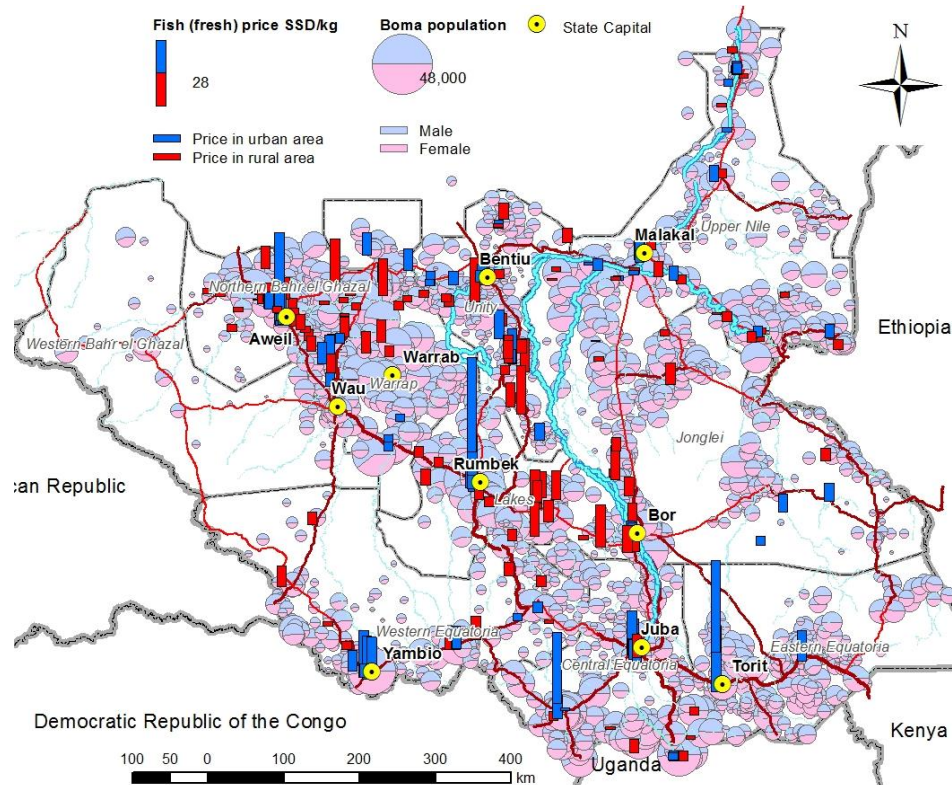 Fish (fresh) price SSD/kg
Boma population
State Capital
N
28
48,000
Price in urban area
Price in rural area
Male
Female
Malakal
Upper Nile
Bentiu
Northern Bahr el Ghazal
Unity
Ethiopia
Aweil
Western Bahr el Ghazal
Warrab
Warrap
Wau
Jonglei
Rumbek
can Republic
Lakes
Bor
Juba
Western Equatoria
Eastern Equatoria
Yambio
Central Equatoria
Torit
Democratic Republic of the Congo
Kenya
Uganda
100 50 0 100 200 300 400
km